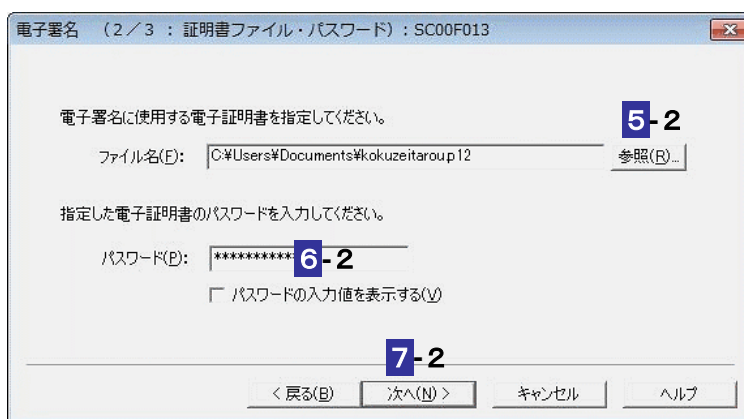 電子署名 （2／3 ： 証明書ファイル・パスワード）：SC00F013
電子署名に使用する電子証明書を指定してください。
5-2
ファイル名(F): C:¥Users¥Documents¥kokuzeitarou.p12 参照(R)...
指定した電子証明書のパスワードを入力してください。
パスワード(P): *********** 6-2
パスワードの入力値を表示する(V)
7-2
< 戻る(B) 次へ(N) > キャンセル ヘルプ